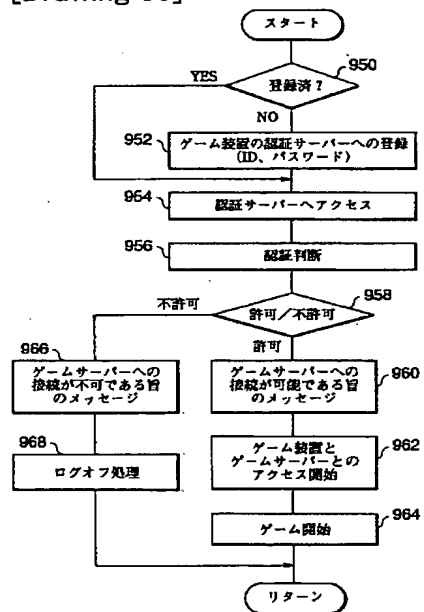 スタート
950
登録済?
YES
NO
952
ゲーム装置の認証サーバーへの登録
(ID、パスワード)
954
認証サーバーへアクセス
956
認証判断
958
許可/不許可
不許可
許可
966
ゲームサーバーへの
接続が不可である旨
のメッセージ
960
ゲームサーバーへの
接続が可能である旨
のメッセージ
968
ログオフ処理
962
ゲーム装置と
ゲームサーバーとの
アクセス開始
964
ゲーム開始
リターン